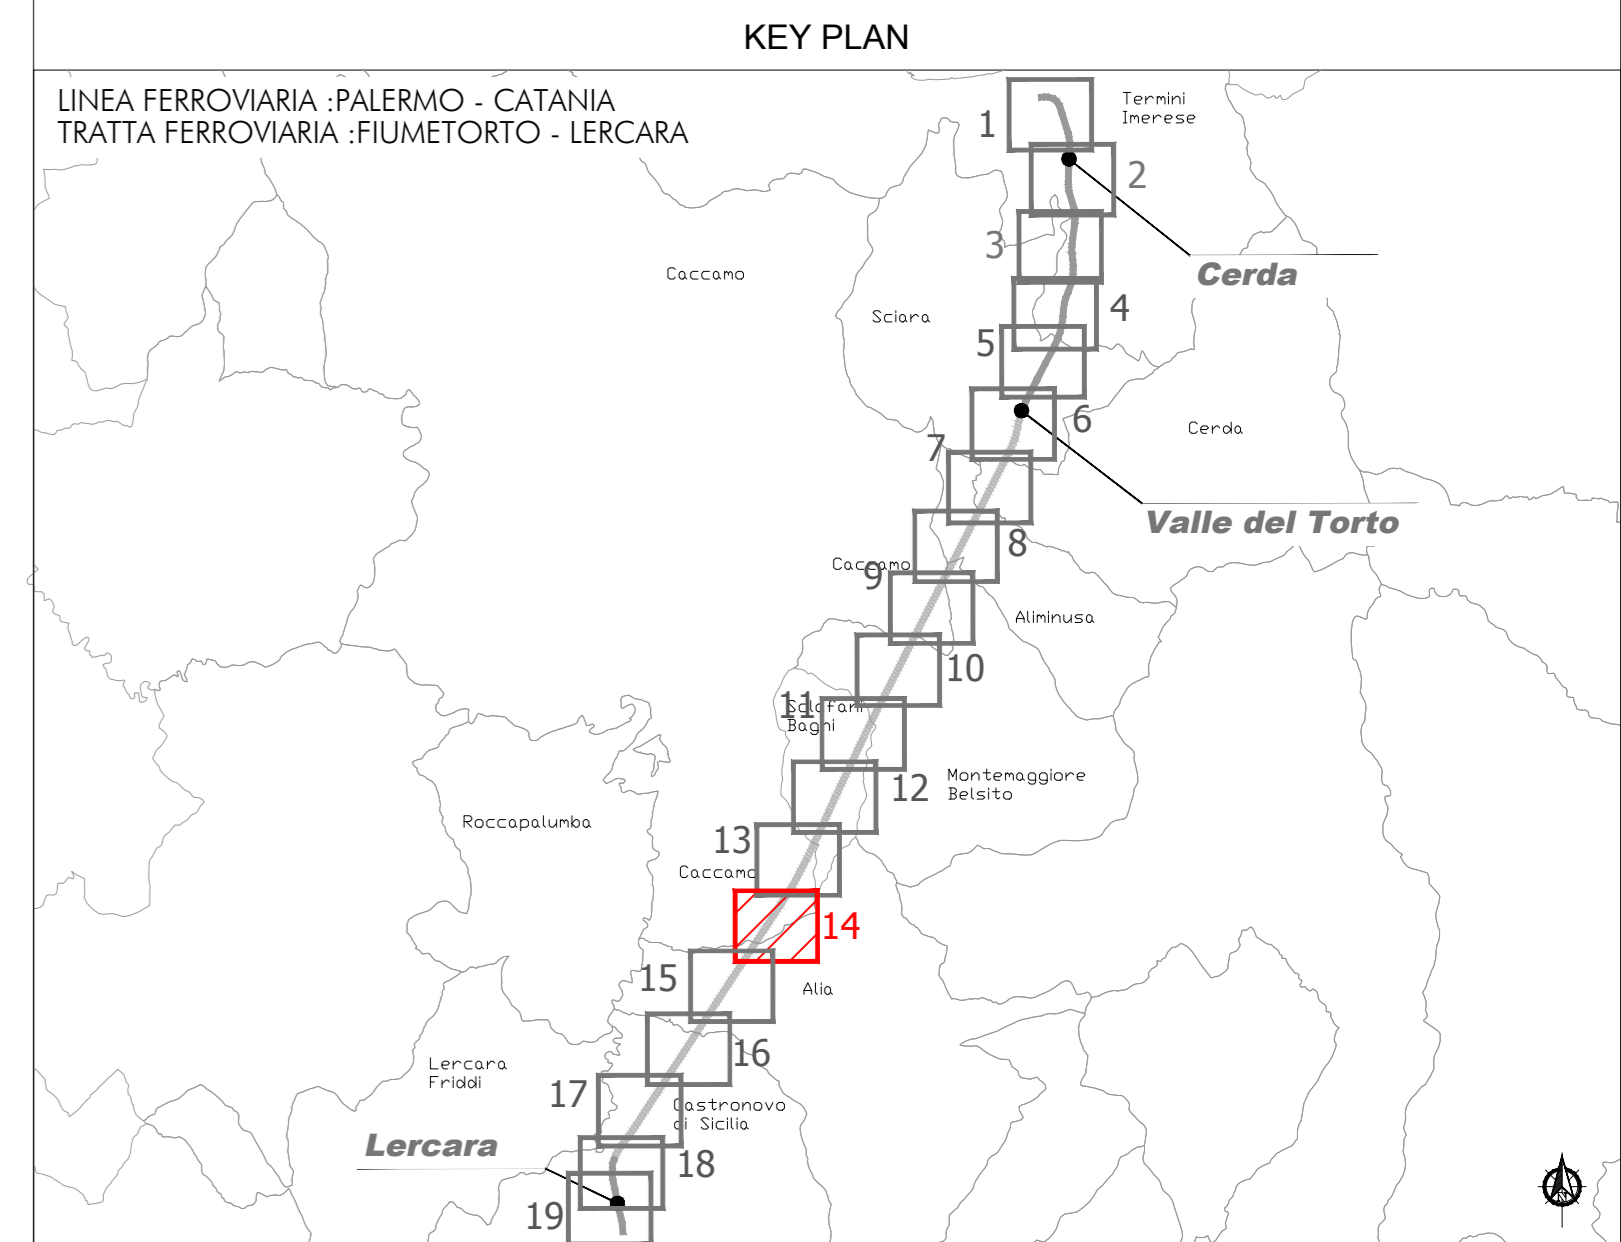 KEY PLAN
LINEA FERROVIARIA :PALERMO - CATANIA
TRATTA FERROVIARIA :FIUMETORTO - LERCARA
Termini
Imerese
1
2
3
Cerda
Caccamo
Sciara
4
5
6
Cerda
7
Valle del Torto
8
Caccamo
9
Aliminusa
10
11
Sclafani
Bagni
12
Montemaggiore
Belsito
Roccapalumba
13
Caccamo
14
15
Alia
16
Lercara
Friddi
17
Castronovo
di Sicilia
Lercara
18
19
N